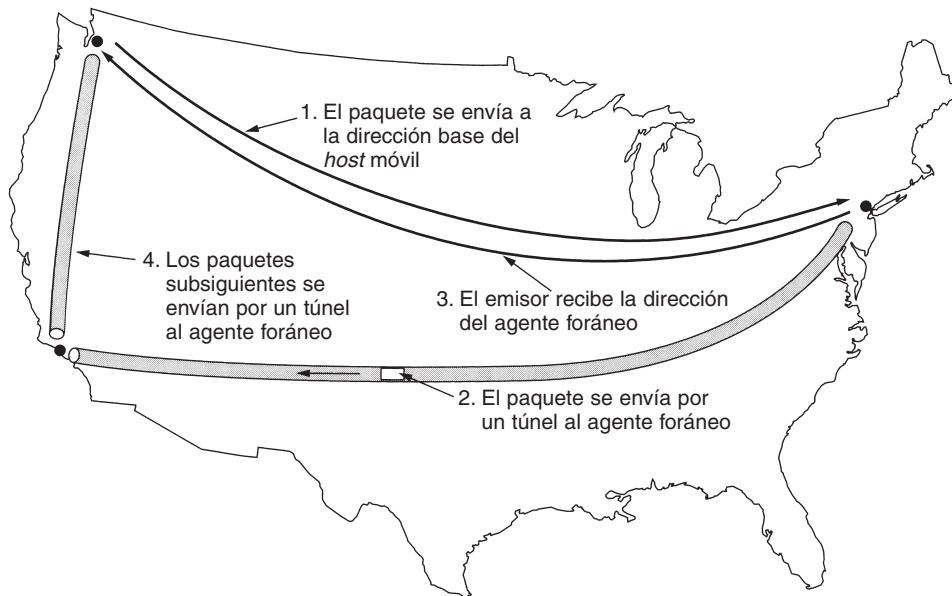 1. El paquete se envía a
la dirección base del
host móvil
4. Los paquetes
subsiguientes se
envían por un túnel
al agente foráneo
3. El emisor recibe la dirección
del agente foráneo
2. El paquete se envía por
un túnel al agente foráneo